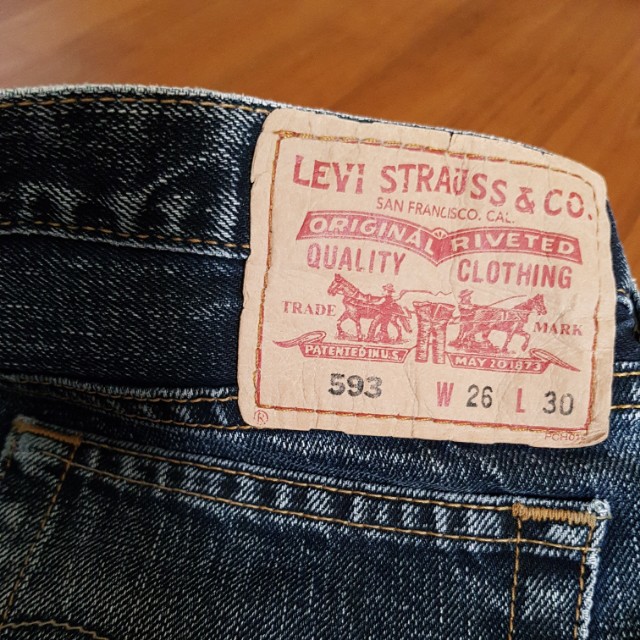 LEVI STRAUSS & CO.
SAN FRANCISCO, CAL.
ORIGINAL RIVETED
QUALITY CLOTHING
TRADE MARK
PATENTED IN U.S. MAY 20 1873
593 W 26 L 30
®